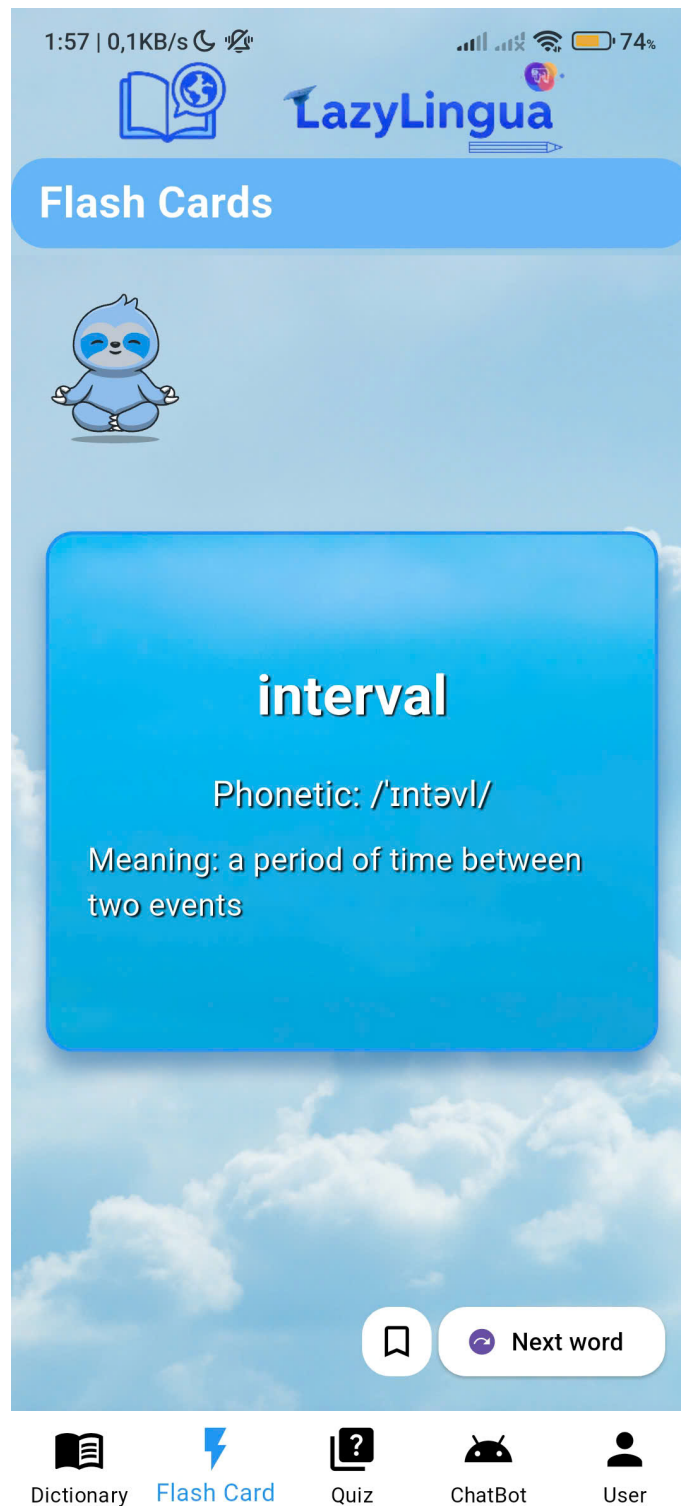 1:57 | 0,1KB/s
74%
LazyLingua
Flash Cards
interval
Phonetic: /ˈɪntəvl/
Meaning: a period of time between
two events
Next word
?
Dictionary Flash Card Quiz ChatBot User